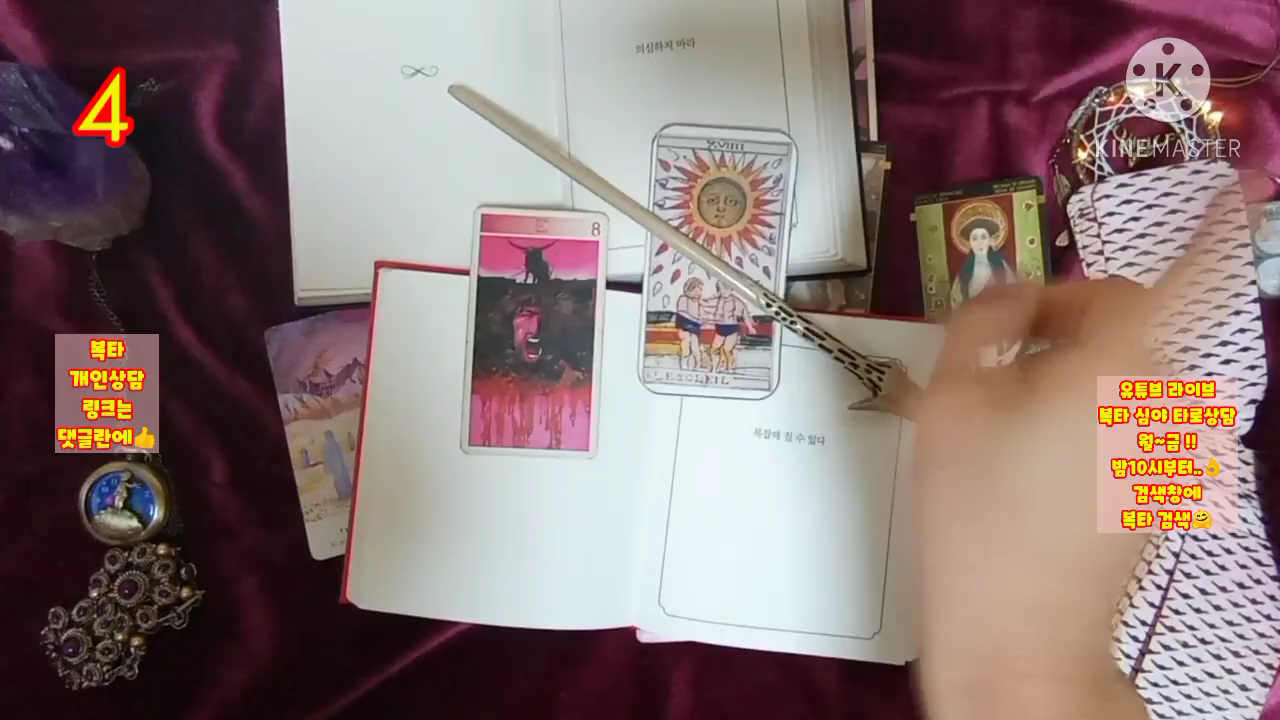 4
의심하지 마라
K
KINEMASTER
XVIIII
8
LE SOLEIL
복잡해 질 수 있다
복타
개인상담
링크는
댓글란에👍
유튜브 라이브
복타 심야 타로상담
월~금 !!
밤10시부터..👌
검색창에
복타 검색🤗